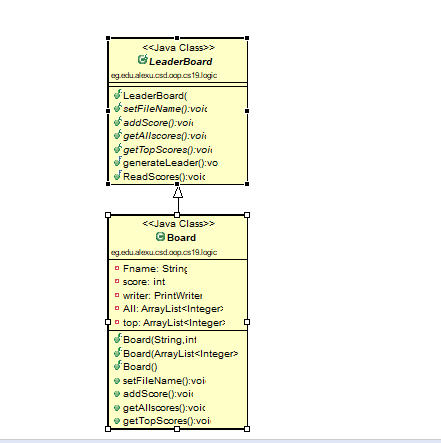 <<Java Class>>
LeaderBoard
eg.edu.alexu.csd.oop.cs19.logic
LeaderBoard(
setFileName():voic
addScore():voic
getAllscores():voic
getTopScores():voic
generateLeader():vo
ReadScores():voic
<<Java Class>>
Board
eg.edu.alexu.csd.oop.cs19.logic
Fname: String
score: int
writer: PrintWriter
All: ArrayList<Integer>
top: ArrayList<Integer>
Board(String,int
Board(ArrayList<Integer>
Board()
setFileName():voic
addScore():voic
getAllscores():voic
getTopScores():voic